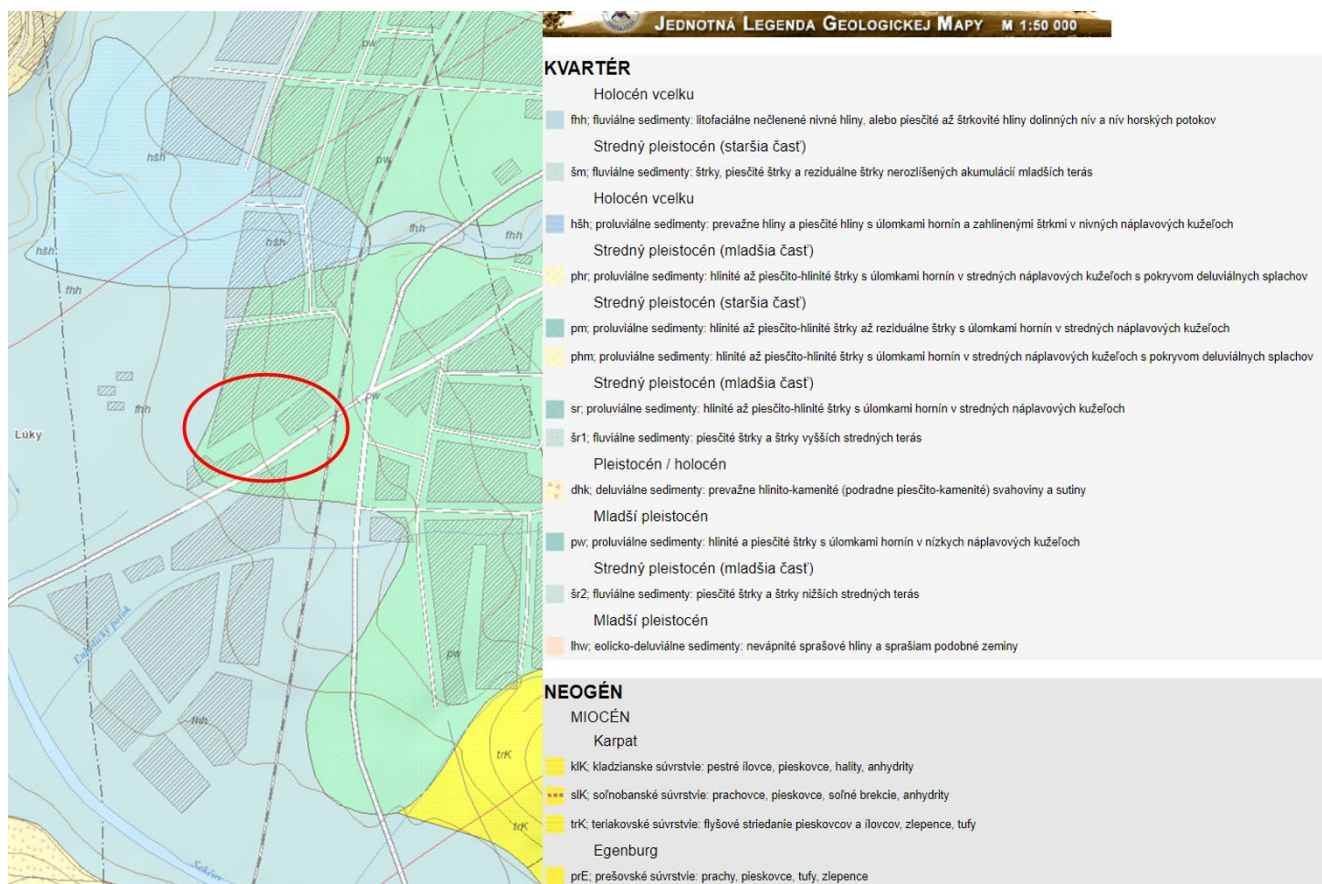 JEDNOTNÁ LEGENDA GEOLOGICKEJ MAPY M 1:50 000
KVARTÉR
Holocén vcelku
fhh; fluviálne sedimenty: litofaciálne nečlenené nivné hliny, alebo piesčité až štrkovité hliny dolinných nív a nív horských potokov
Stredný pleistocén (staršia časť)
šm; fluviálne sedimenty: štrky, piesčité štrky a reziduálne štrky nerozlíšených akumulácií mladších terás
Holocén vcelku
hšh; proluviálne sedimenty: prevažne hliny a piesčité hliny s úlomkami hornín a zahlinenými štrkmi v nivných náplavových kužeľoch
Stredný pleistocén (mladšia časť)
phr; proluviálne sedimenty: hlinité až piesčito-hlinité štrky s úlomkami hornín v stredných náplavových kužeľoch s pokryvom deluviálnych splachov
Stredný pleistocén (staršia časť)
pm; proluviálne sedimenty: hlinité až piesčito-hlinité štrky až reziduálne štrky s úlomkami hornín v stredných náplavových kužeľoch
phm; proluviálne sedimenty: hlinité až piesčito-hlinité štrky s úlomkami hornín v stredných náplavových kužeľoch s pokryvom deluviálnych splachov
Stredný pleistocén (mladšia časť)
sr; proluviálne sedimenty: hlinité až piesčito-hlinité štrky s úlomkami hornín v stredných náplavových kužeľoch
šr1; fluviálne sedimenty: piesčité štrky a štrky vyšších stredných terás
Pleistocén / holocén
dhk; deluviálne sedimenty: prevažne hlinito-kamenité (podradne piesčito-kamenité) svahoviny a sutiny
Mladší pleistocén
pw; proluviálne sedimenty: hlinité a piesčité štrky s úlomkami hornín v nízkych náplavových kužeľoch
Stredný pleistocén (mladšia časť)
šr2; fluviálne sedimenty: piesčité štrky a štrky nižších stredných terás
Mladší pleistocén
lhw; eolicko-deluviálne sedimenty: nevápnité sprašové hliny a sprašiam podobné zeminy
NEOGÉN
MIOCÉN
Karpat
klK; kladzianske súvrstvie: pestré ílovce, pieskovce, hality, anhydrity
slK; soľnobanské súvrstvie: prachovce, pieskovce, soľné brekcie, anhydrity
trK; teriakovské súvrstvie: flyšové striedanie pieskovcov a ílovcov, zlepence, tufy
Egenburg
prE; prešovské súvrstvie: prachy, pieskovce, tufy, zlepence
pw
hšh
pw
fhh
fhh
hšh
hšh
fhh
pw
fhh
Lúky
Ľubotický potok
pw
fhh
trK
trK
Sekčov